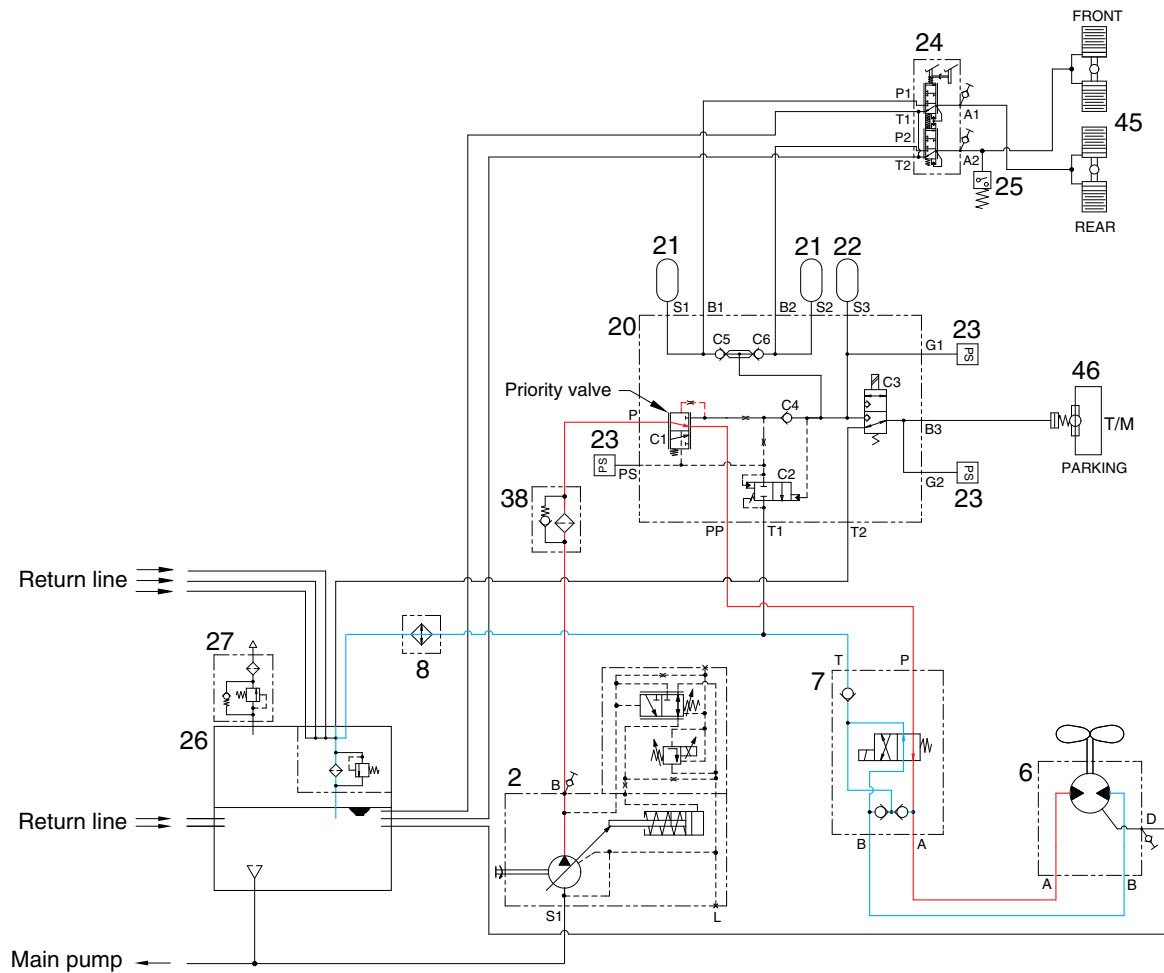 FRONT
24
P1
T1
A1
45
P2
T2
A2
25
REAR
21
21
22
S1
B1
B2
S2
S3
20
23
C5
C6
G1
PS
46
C3
Priority valve
P
C4
C1
B3
T/M
23
PS
PS
C2
G2
PS
23
PARKING
38
PP
T1
T2
Return line
27
8
T
P
7
26
2
B
6
Return line
D
B
A
A
B
S1
L
Main pump